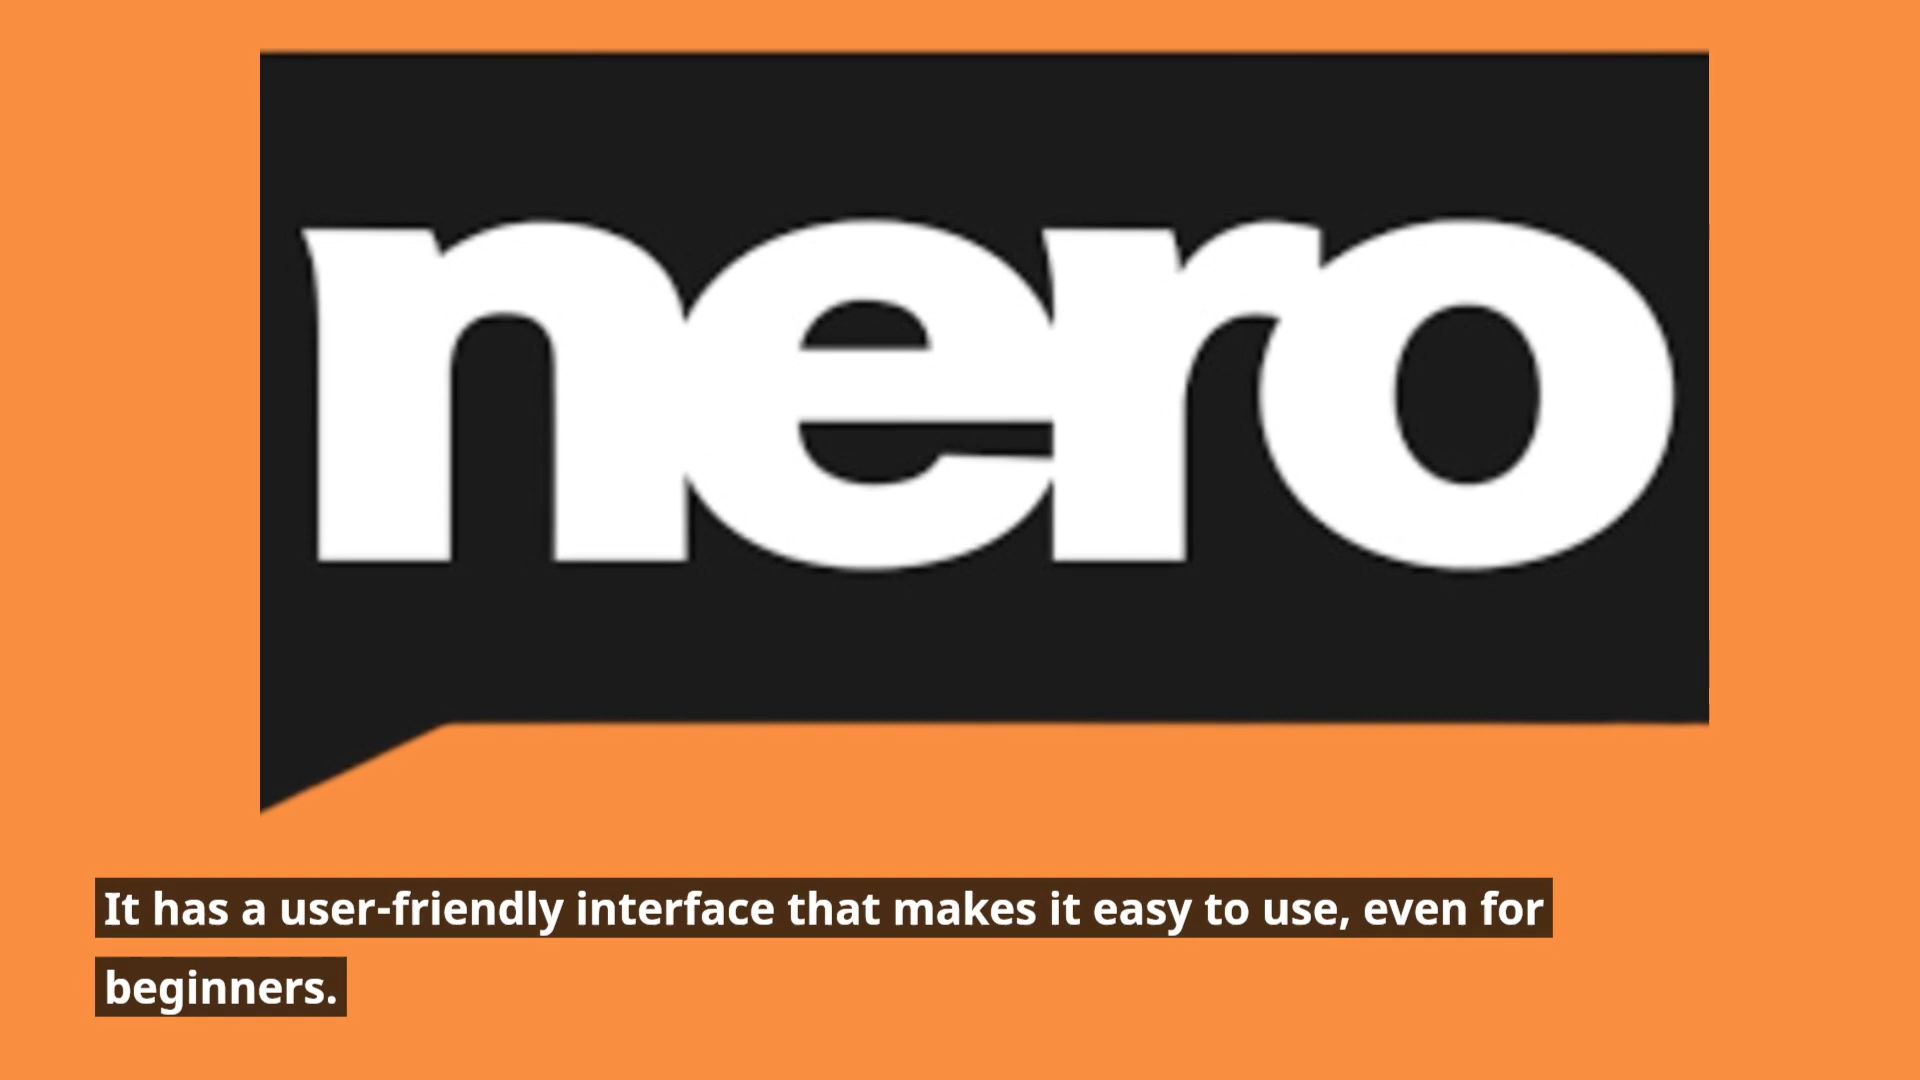 nero
It has a user-friendly interface that makes it easy to use, even for
beginners.